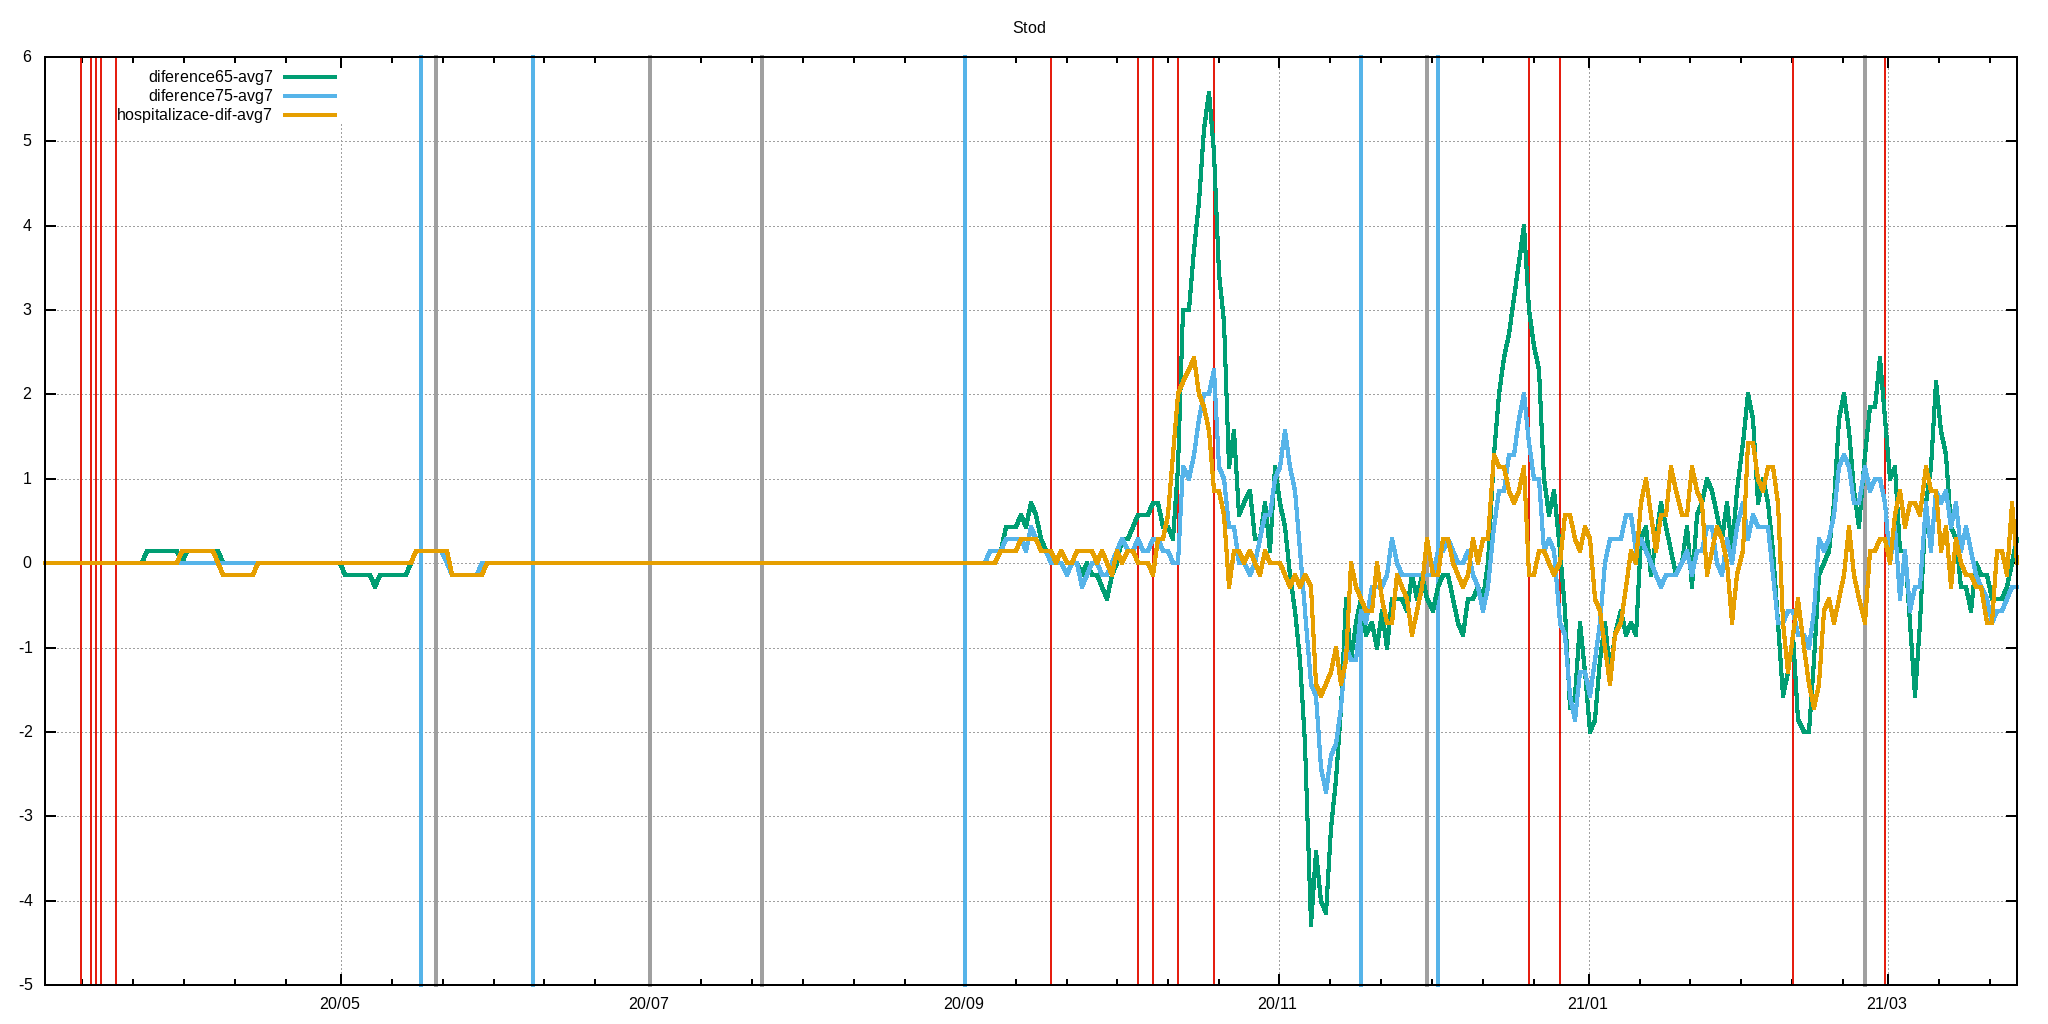 Stod
diference65-avg7
diference75-avg7
hospitalizace-dif-avg7
6
5
4
3
2
1
0
-1
-2
-3
-4
-5
20/05 20/07 20/09 20/11 21/01 21/03